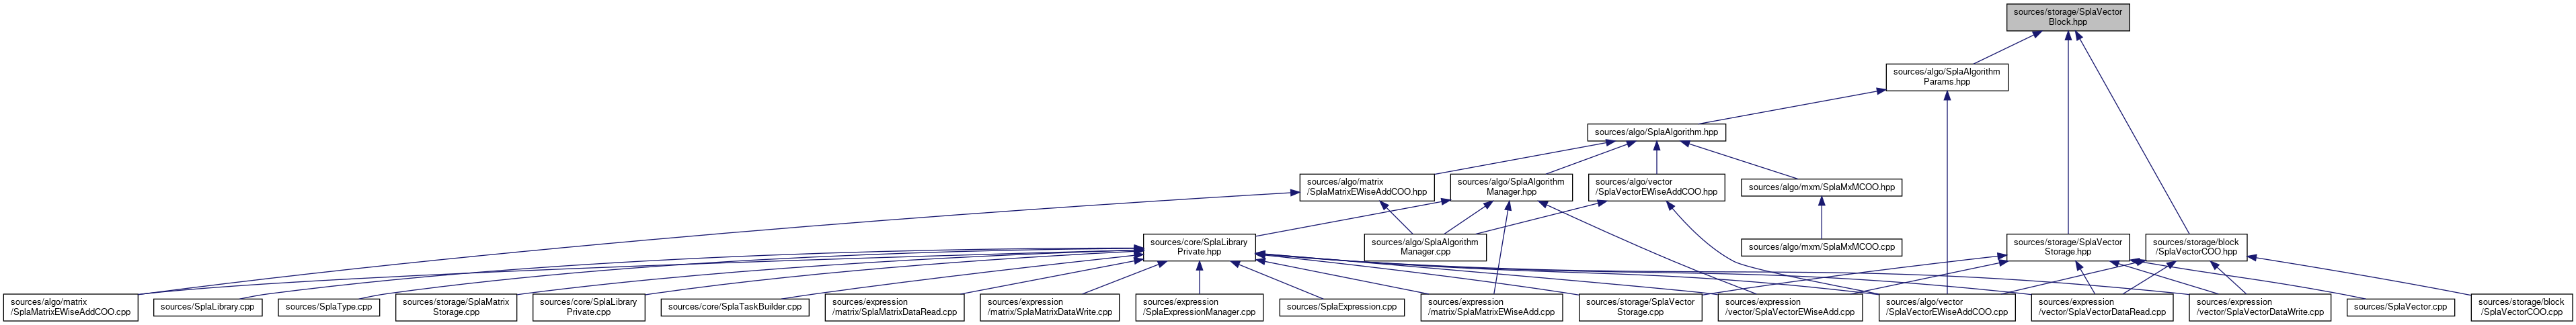 sources/storage/SplaVector
Block.hpp
sources/algo/SplaAlgorithm
Params.hpp
sources/algo/SplaAlgorithm.hpp
sources/algo/matrix
/SplaMatrixEWiseAddCOO.hpp
sources/algo/SplaAlgorithm
Manager.hpp
sources/algo/vector
/SplaVectorEWiseAddCOO.hpp
sources/algo/mxm/SplaMxMCOO.hpp
sources/core/SplaLibrary
Private.hpp
sources/algo/SplaAlgorithm
Manager.cpp
sources/algo/mxm/SplaMxMCOO.cpp
sources/storage/SplaVector
Storage.hpp
sources/storage/block
/SplaVectorCOO.hpp
sources/algo/matrix
/SplaMatrixEWiseAddCOO.cpp
sources/SplaLibrary.cpp
sources/SplaType.cpp
sources/storage/SplaMatrix
Storage.cpp
sources/core/SplaLibrary
Private.cpp
sources/core/SplaTaskBuilder.cpp
sources/expression
/matrix/SplaMatrixDataRead.cpp
sources/expression
/matrix/SplaMatrixDataWrite.cpp
sources/expression
/SplaExpressionManager.cpp
sources/SplaExpression.cpp
sources/expression
/matrix/SplaMatrixEWiseAdd.cpp
sources/storage/SplaVector
Storage.cpp
sources/expression
/vector/SplaVectorEWiseAdd.cpp
sources/algo/vector
/SplaVectorEWiseAddCOO.cpp
sources/expression
/vector/SplaVectorDataRead.cpp
sources/expression
/vector/SplaVectorDataWrite.cpp
sources/SplaVector.cpp
sources/storage/block
/SplaVectorCOO.cpp